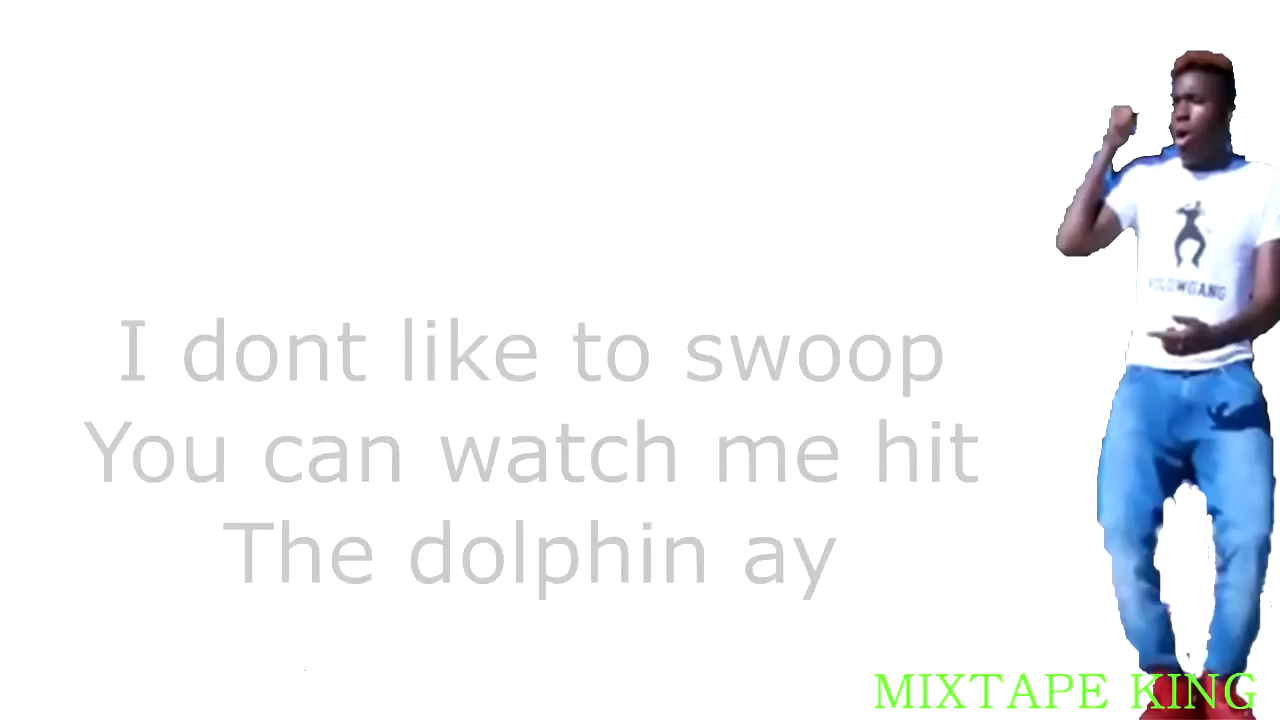 I dont like to swoop
You can watch me hit
The dolphin ay
MIXTAPE KING